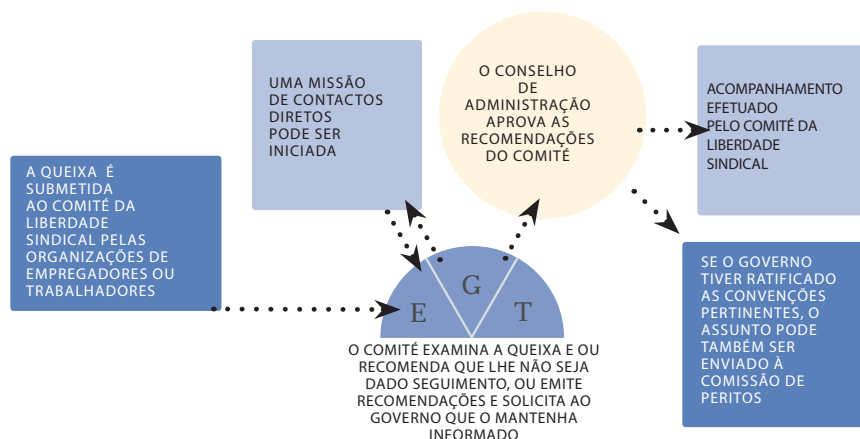 A QUEIXA É
SUBMETIDA
AO COMITÉ DA
LIBERDADE
SINDICAL PELAS
ORGANIZAÇÕES DE
EMPREGADORES OU
TRABALHADORES
UMA MISSÃO
DE CONTACTOS
DIRETOS
PODE SER
INICIADA
E
G
T
O COMITÉ EXAMINA A QUEIXA E OU
RECOMENDA QUE LHE NÃO SEJA
DADO SEGUIMENTO, OU EMITE
RECOMENDAÇÕES E SOLICITA AO
GOVERNO QUE O MANTENHA
INFORMADO
O CONSELHO
DE
ADMINISTRAÇÃO
APROVA AS
RECOMENDAÇÕES
DO COMITÉ
ACOMPANHAMENTO
EFETUADO
PELO COMITÉ DA
LIBERDADE
SINDICAL
SE O GOVERNO
TIVER RATIFICADO
AS CONVENÇÕES
PERTINENTES, O
ASSUNTO PODE
TAMBÉM SER
ENVIADO À
COMISSÃO DE
PERITOS